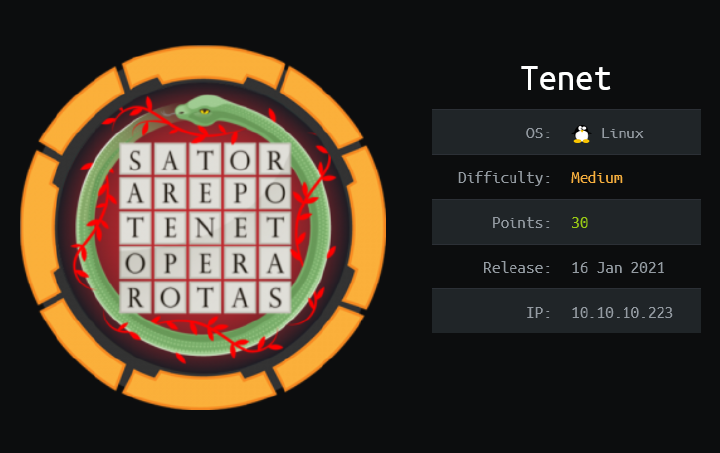 SATOR
AREPO
TENET
OPERA
ROTAS
Tenet
OS: Linux
Difficulty: Medium
Points: 30
Release: 16 Jan 2021
IP: 10.10.10.223